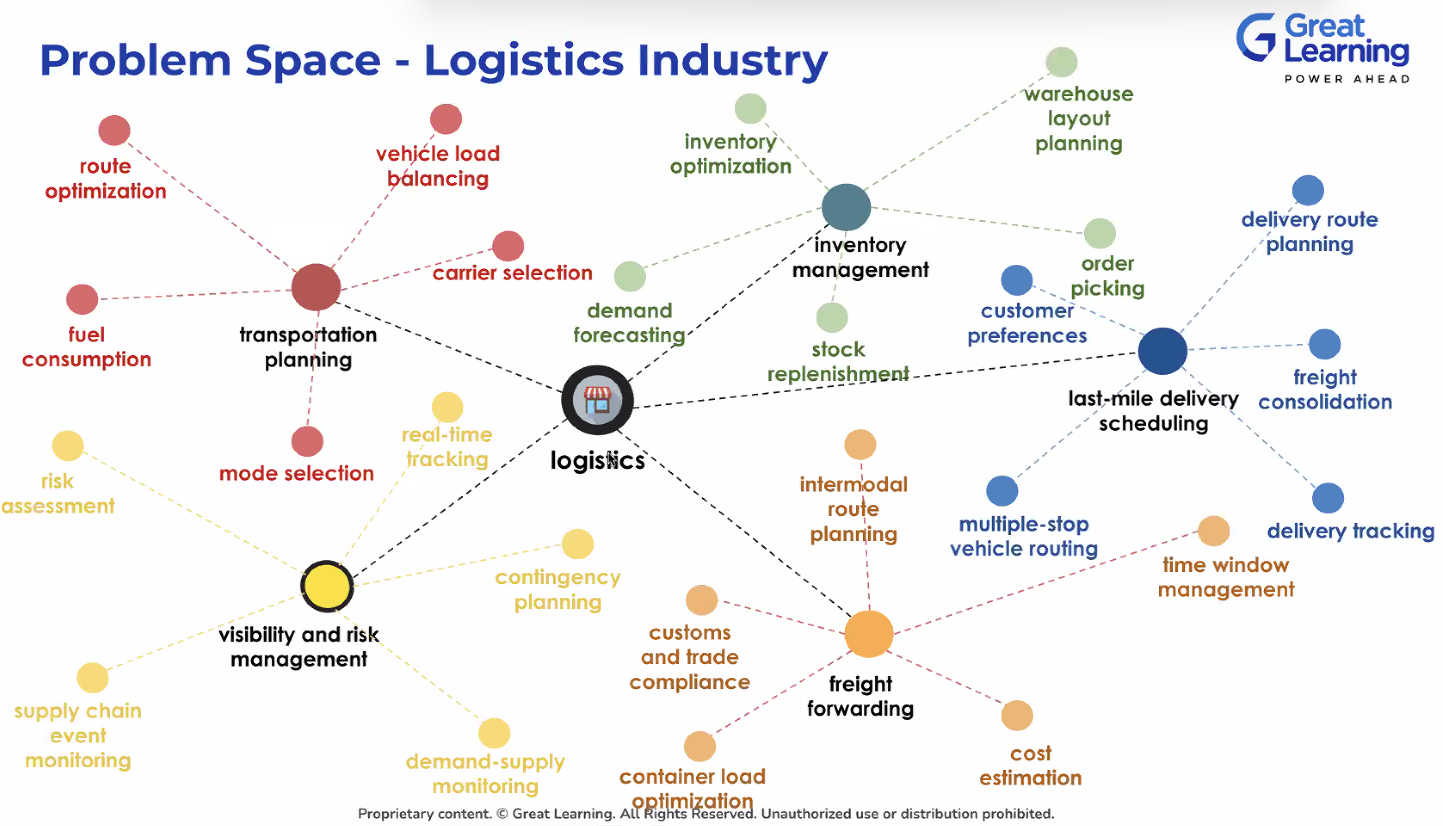 Problem Space - Logistics Industry
Great
Learning
POWER AHEAD
route
optimization
vehicle load
balancing
carrier selection
fuel
consumption
transportation
planning
mode selection
inventory
optimization
warehouse
layout
planning
inventory
management
demand
forecasting
order
picking
stock
replenishment
delivery route
planning
customer
preferences
freight
consolidation
last-mile delivery
scheduling
multiple-stop
vehicle routing
delivery tracking
logistics
real-time
tracking
risk
assessment
contingency
planning
visibility and risk
management
supply chain
event
monitoring
demand-supply
monitoring
intermodal
route
planning
time window
management
customs
and trade
compliance
freight
forwarding
container load
optimization
cost
estimation
Proprietary content. © Great Learning. All Rights Reserved. Unauthorized use or distribution prohibited.